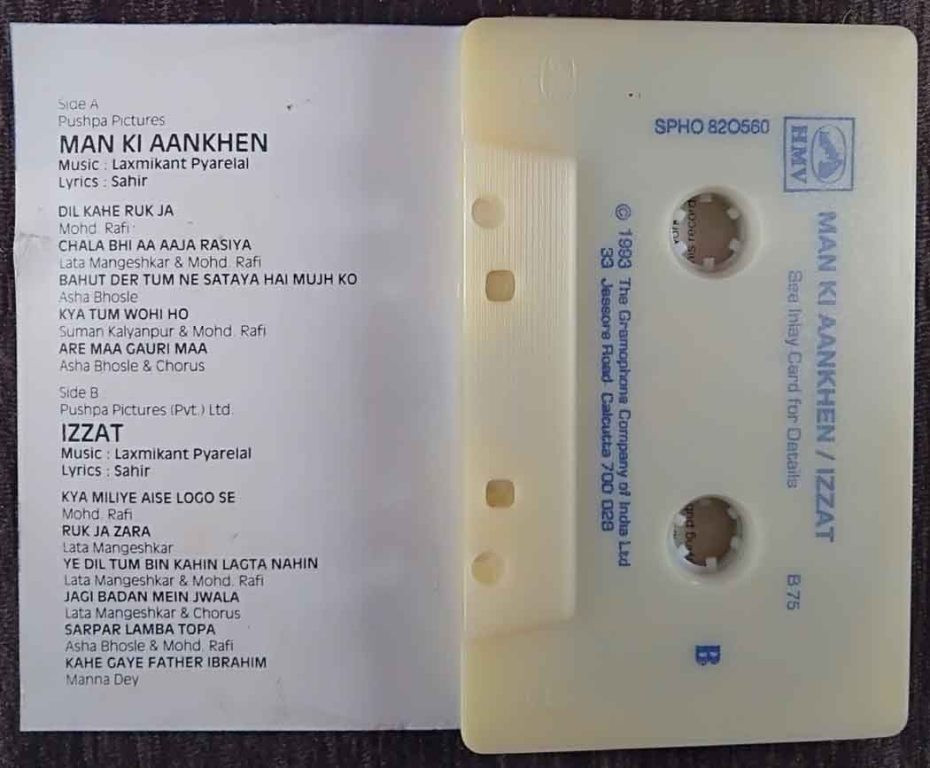 Side A
Pushpa Pictures
MAN KI AANKHEN
Music : Laxmikant Pyarelal
Lyrics : Sahir
DIL KAHE RUK JA
Mohd. Rafi
CHALA BHI AA AAJA RASIYA
Lata Mangeshkar & Mohd. Rafi
BAHUT DER TUM NE SATAYA HAI MUJH KO
Asha Bhosle
KYA TUM WOHI HO
Suman Kalyanpur & Mohd. Rafi
ARE MAA GAURI MAA
Asha Bhosle & Chorus
Side B
Pushpa Pictures (Pvt.) Ltd.
IZZAT
Music : Laxmikant Pyarelal
Lyrics : Sahir
KYA MILIYE AISE LOGO SE
Mohd. Rafi
RUK JA ZARA
Lata Mangeshkar
YE DIL TUM BIN KAHIN LAGTA NAHIN
Lata Mangeshkar & Mohd. Rafi
JAGI BADAN MEIN JWALA
Lata Mangeshkar & Chorus
SARPAR LAMBA TOPA
Asha Bhosle & Mohd. Rafi
KAHE GAYE FATHER IBRAHIM
Manna Dey
SPHO 820560
HMV
MAN KI AANKHEN / IZZAT
See Inlay Card for Details
B 75
© 1993 The Gramophone Company of India Ltd
33 Jessore Road Calcutta 700 028
B